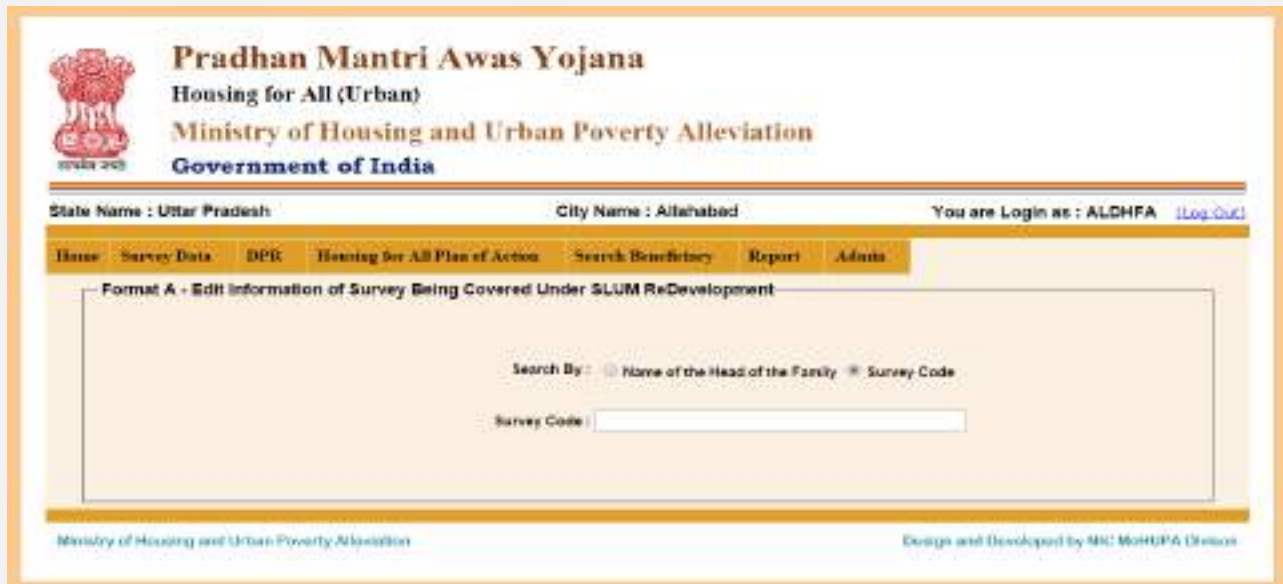 Pradhan Mantri Awas Yojana
Housing for All (Urban)
Ministry of Housing and Urban Poverty Alleviation
Government of India
State Name : Uttar Pradesh City Name : Allahabad You are Login as : ALDHFA [Log Out]
Home Survey Data DPR Housing for All Plan of Action Search Beneficiary Report Admin
Format A - Edit Information of Survey Being Covered Under SLUM ReDevelopment
Search By : Name of the Head of the Family Survey Code
Survey Code :
Ministry of Housing and Urban Poverty Alleviation Design and Developed by NIC MoHUPA Division